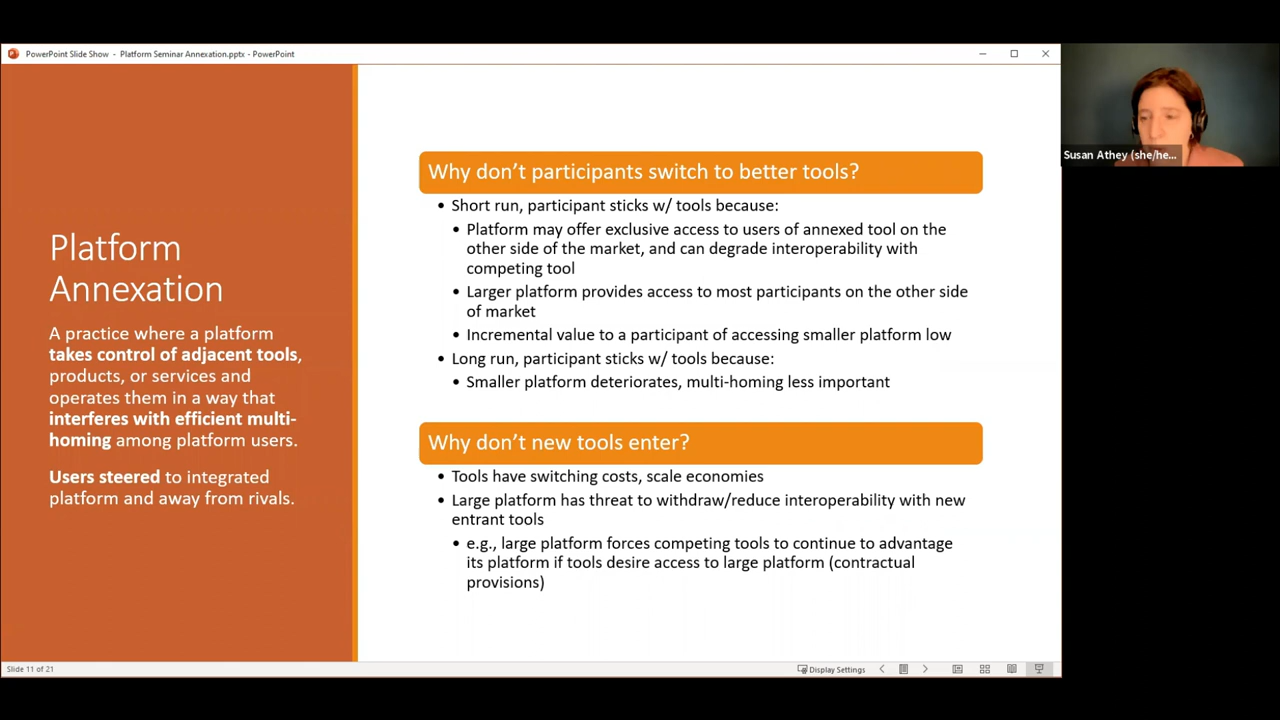 PowerPoint Slide Show - Platform Seminar Annexation.pptx - PowerPoint
Susan Athey (she/he...
Platform
Annexation
A practice where a platform
takes control of adjacent tools,
products, or services and
operates them in a way that
interferes with efficient multi-
homing among platform users.
Users steered to integrated
platform and away from rivals.
Why don't participants switch to better tools?
• Short run, participant sticks w/ tools because:
• Platform may offer exclusive access to users of annexed tool on the
other side of the market, and can degrade interoperability with
competing tool
• Larger platform provides access to most participants on the other side
of market
• Incremental value to a participant of accessing smaller platform low
• Long run, participant sticks w/ tools because:
• Smaller platform deteriorates, multi-homing less important
Why don't new tools enter?
• Tools have switching costs, scale economies
• Large platform has threat to withdraw/reduce interoperability with new
entrant tools
• e.g., large platform forces competing tools to continue to advantage
its platform if tools desire access to large platform (contractual
provisions)
Slide 11 of 21
Display Settings